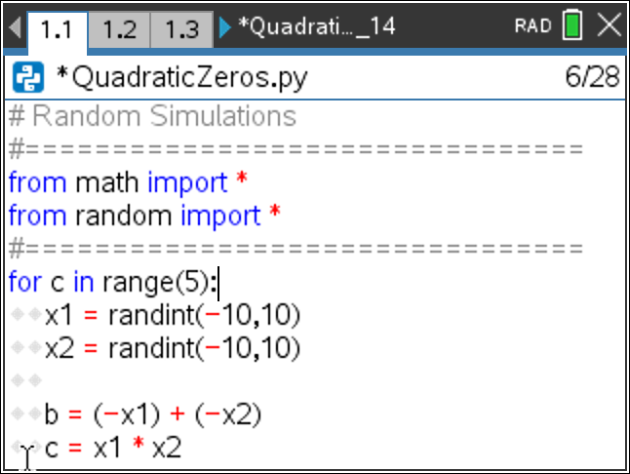 1.1 1.2 1.3 *Quadrati..._14 RAD
*QuadraticZeros.py 6/28
# Random Simulations
#================================
from math import *
from random import *
#================================
for c in range(5):
x1 = randint(-10,10)
x2 = randint(-10,10)
b = (-x1) + (-x2)
c = x1 * x2